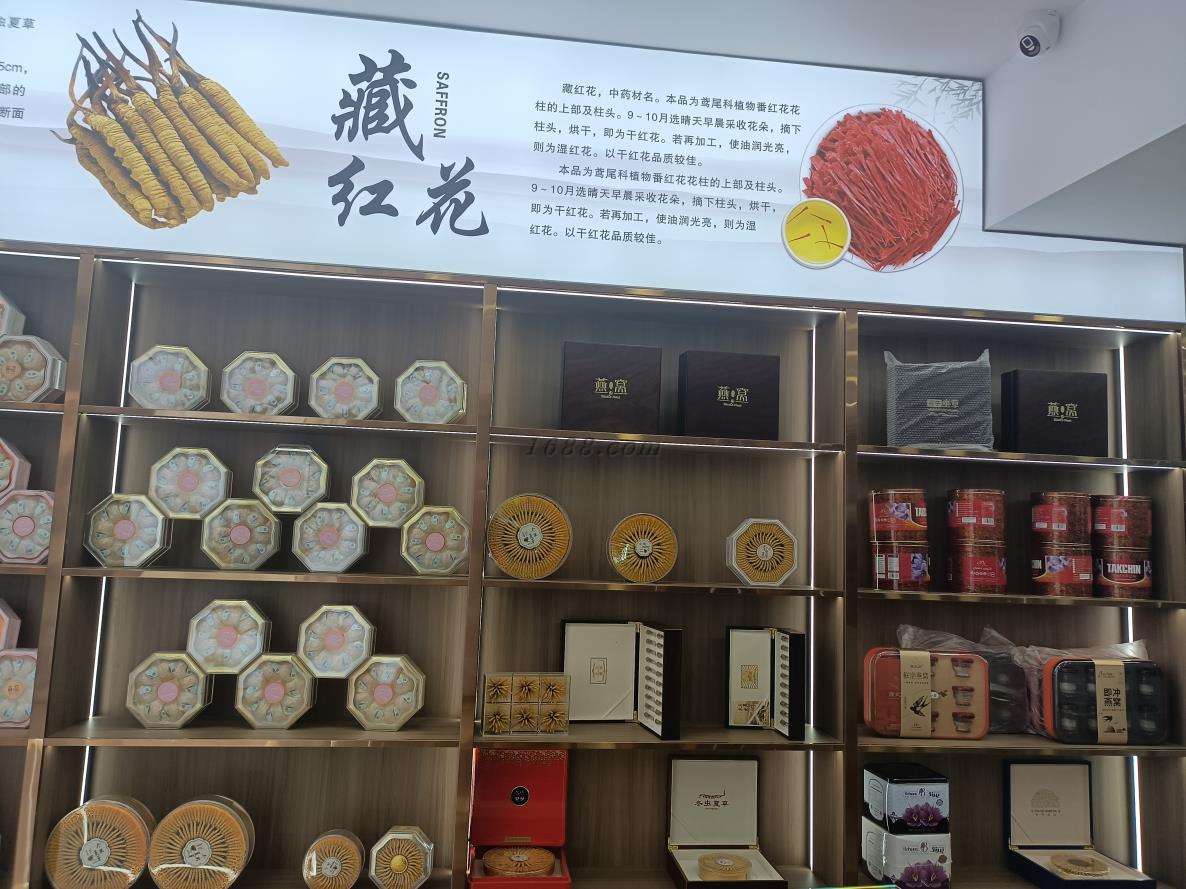 虫夏草
5cm，
部的
断面
藏
红花
SAFFRON
藏红花，中药材名。本品为鸢尾科植物番红花花
柱的上部及柱头。9~10月选晴天早晨采收花朵，摘下
柱头，烘干，即为干红花。若再加工，使油润光亮，
则为湿红花。以干红花品质较佳。
本品为鸢尾科植物番红花花柱的上部及柱头。
9~10月选晴天早晨采收花朵，摘下柱头，烘干，
即为干红花。若再加工，使油润光亮，则为湿
红花。以干红花品质较佳。
燕窝
燕窝
燕窝
1688.com
TAKCHIN
冬虫夏草